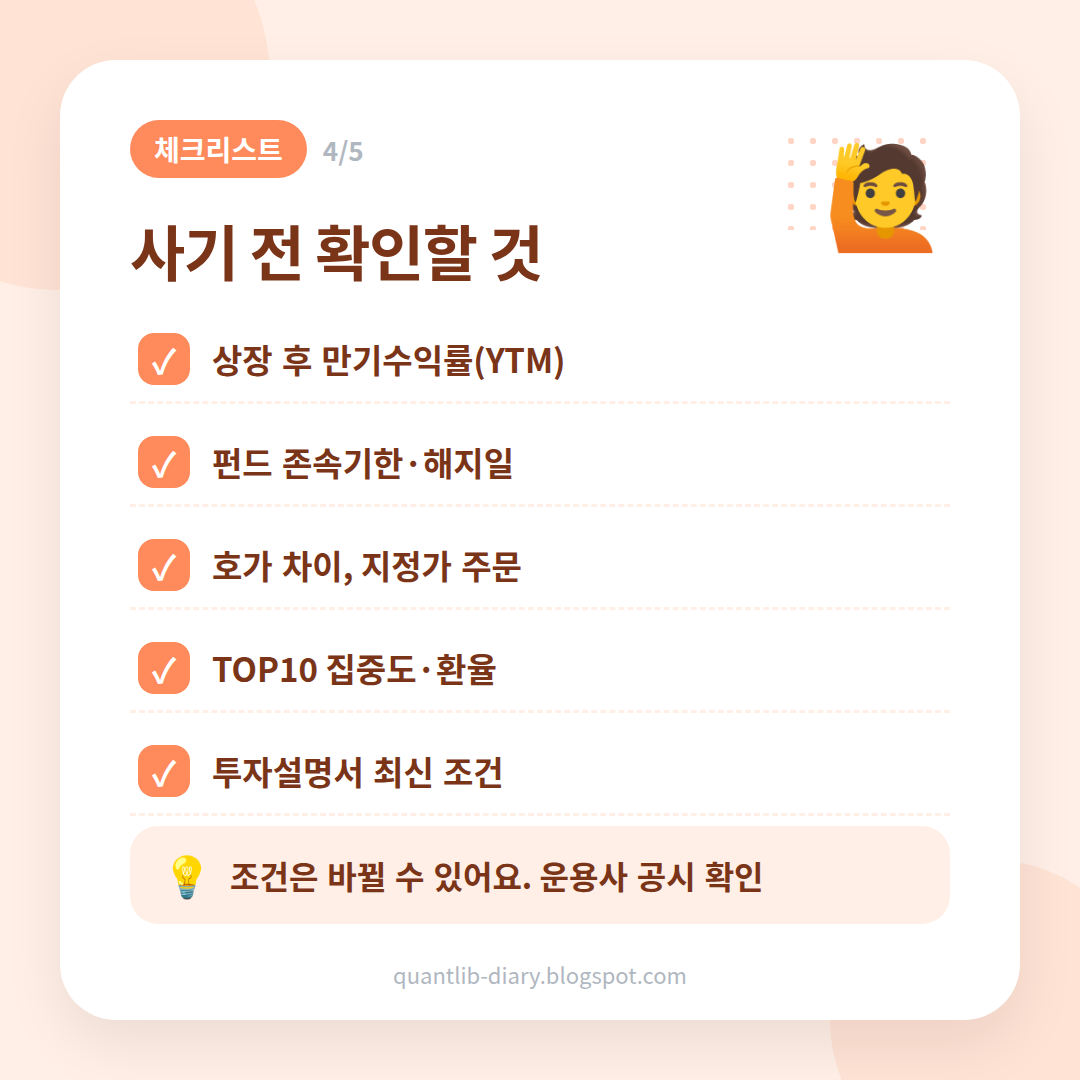 체크리스트 4/5
사기 전 확인할 것
상장 후 만기수익률(YTM)
펀드 존속기한·해지일
호가 차이, 지정가 주문
TOP10 집중도·환율
투자설명서 최신 조건
조건은 바뀔 수 있어요. 운용사 공시 확인
quantlib-diary.blogspot.com